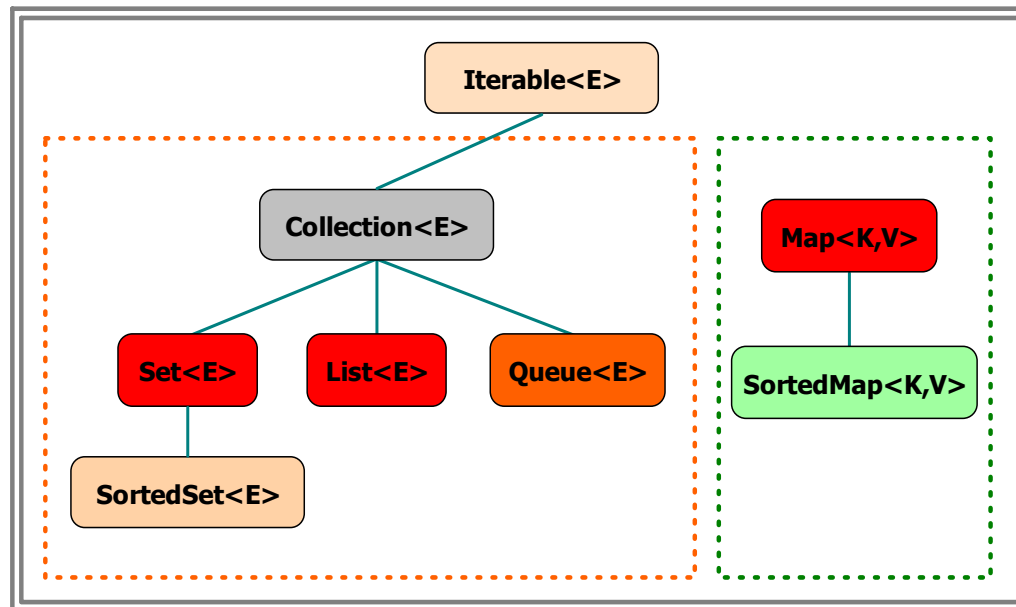 Iterable<E>
Collection<E>
Map<K,V>
Set<E>
List<E>
Queue<E>
SortedMap<K,V>
SortedSet<E>